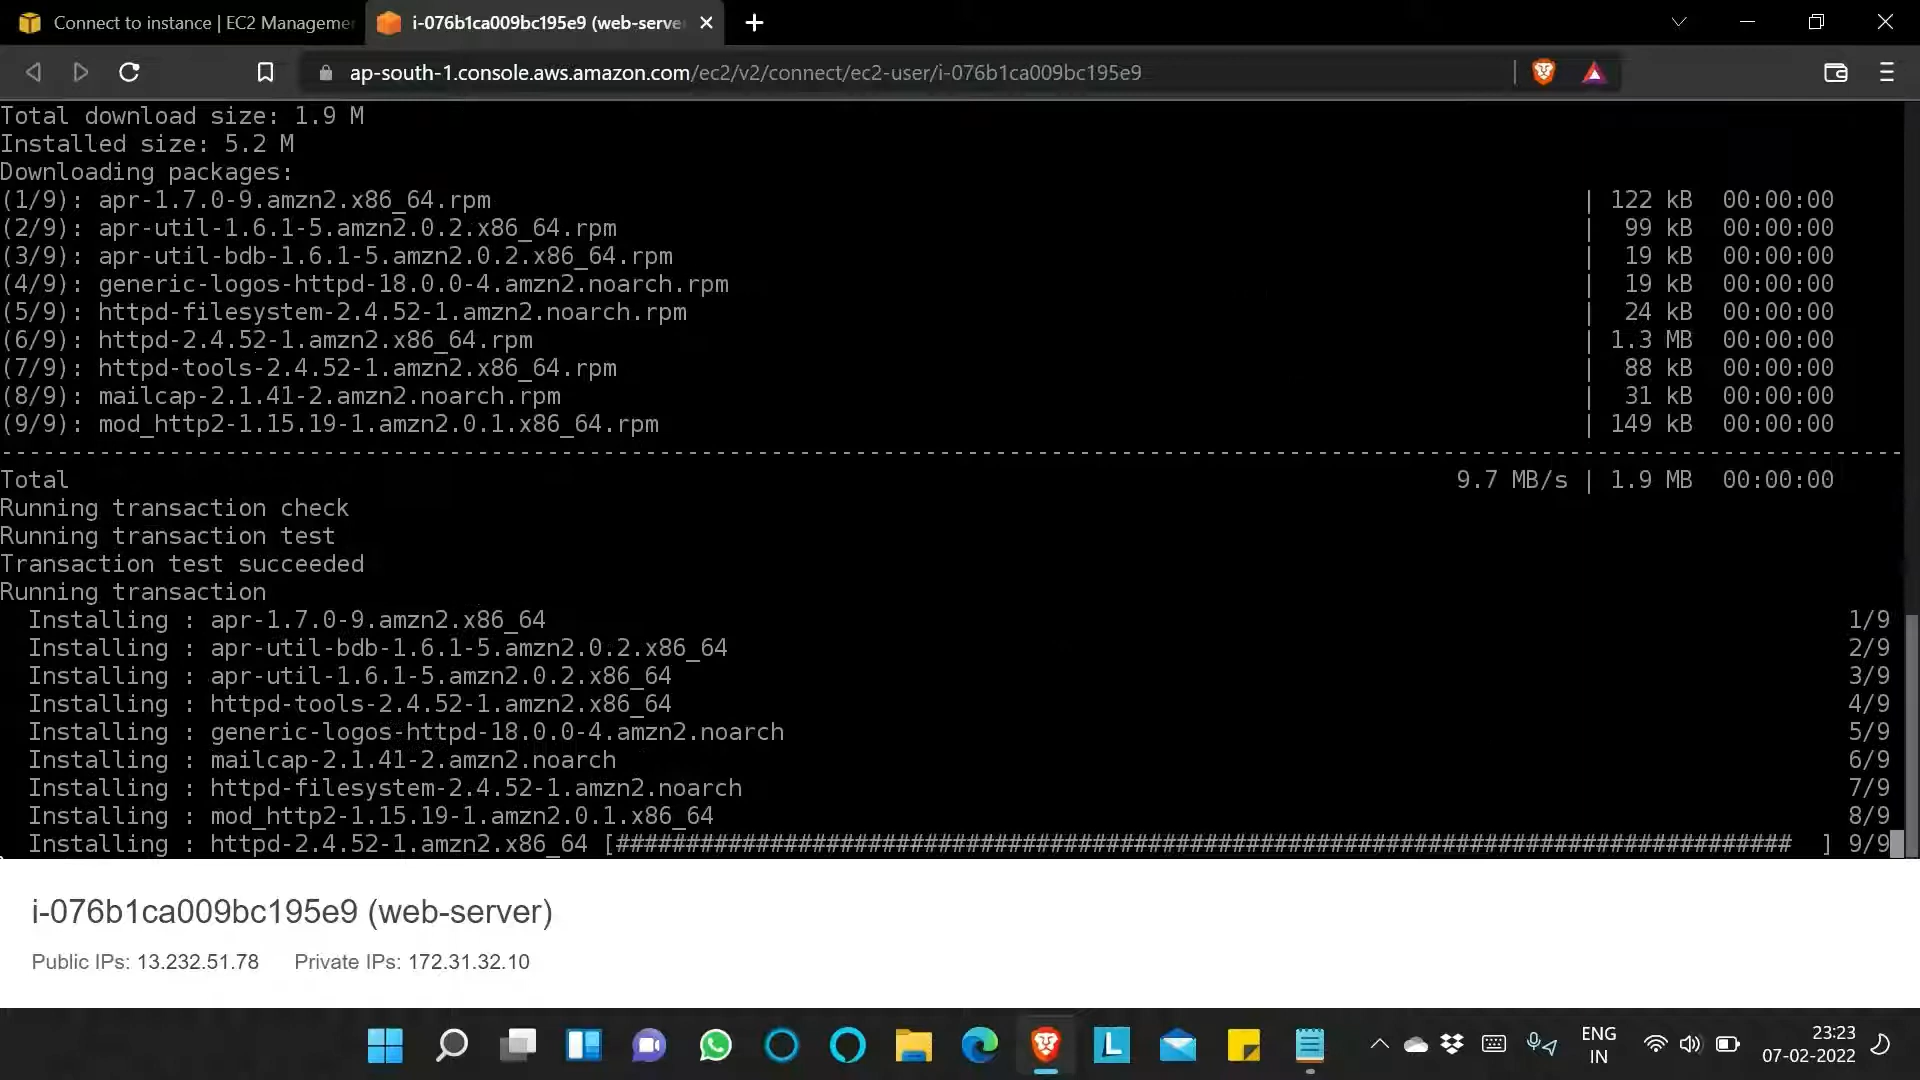 Connect to instance | EC2 Manageme
i-076b1ca009bc195e9 (web-serve
ap-south-1.console.aws.amazon.com/ec2/v2/connect/ec2-user/i-076b1ca009bc195e9
Total download size: 1.9 M
Installed size: 5.2 M
Downloading packages:
(1/9): apr-1.7.0-9.amzn2.x86_64.rpm | 122 kB 00:00:00
(2/9): apr-util-1.6.1-5.amzn2.0.2.x86_64.rpm | 99 kB 00:00:00
(3/9): apr-util-bdb-1.6.1-5.amzn2.0.2.x86_64.rpm | 19 kB 00:00:00
(4/9): generic-logos-httpd-18.0.0-4.amzn2.noarch.rpm | 19 kB 00:00:00
(5/9): httpd-filesystem-2.4.52-1.amzn2.noarch.rpm | 24 kB 00:00:00
(6/9): httpd-2.4.52-1.amzn2.x86_64.rpm | 1.3 MB 00:00:00
(7/9): httpd-tools-2.4.52-1.amzn2.x86_64.rpm | 88 kB 00:00:00
(8/9): mailcap-2.1.41-2.amzn2.noarch.rpm | 31 kB 00:00:00
(9/9): mod_http2-1.15.19-1.amzn2.0.1.x86_64.rpm | 149 kB 00:00:00
----------------------------------------------------------------------------------------------------------------------------------------
Total 9.7 MB/s | 1.9 MB 00:00:00
Running transaction check
Running transaction test
Transaction test succeeded
Running transaction
Installing : apr-1.7.0-9.amzn2.x86_64 1/9
Installing : apr-util-bdb-1.6.1-5.amzn2.0.2.x86_64 2/9
Installing : apr-util-1.6.1-5.amzn2.0.2.x86_64 3/9
Installing : httpd-tools-2.4.52-1.amzn2.x86_64 4/9
Installing : generic-logos-httpd-18.0.0-4.amzn2.noarch 5/9
Installing : mailcap-2.1.41-2.amzn2.noarch 6/9
Installing : httpd-filesystem-2.4.52-1.amzn2.noarch 7/9
Installing : mod_http2-1.15.19-1.amzn2.0.1.x86_64 8/9
Installing : httpd-2.4.52-1.amzn2.x86_64 [#################################################################################### ] 9/9
i-076b1ca009bc195e9 (web-server)
Public IPs: 13.232.51.78 Private IPs: 172.31.32.10
L
ENG
IN
23:23
07-02-2022